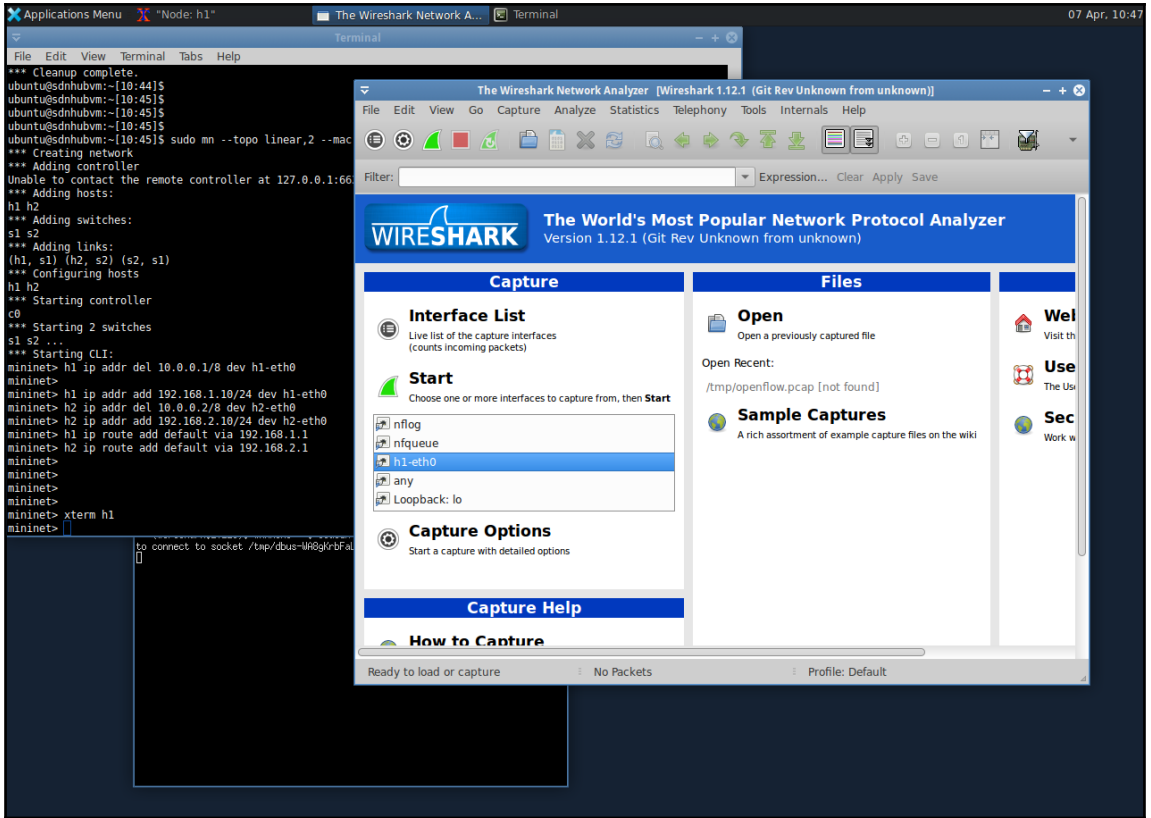 Applications Menu "Node: h1" The Wireshark Network A... Terminal 07 Apr, 10:47
Terminal
File Edit View Terminal Tabs Help
*** Cleanup complete.
ubuntu@sdnhubvm:~[10:44]$
ubuntu@sdnhubvm:~[10:45]$
ubuntu@sdnhubvm:~[10:45]$
ubuntu@sdnhubvm:~[10:45]$
ubuntu@sdnhubvm:~[10:45]$ sudo mn --topo linear,2 --mac
*** Creating network
*** Adding controller
Unable to contact the remote controller at 127.0.0.1:66
*** Adding hosts:
h1 h2
*** Adding switches:
s1 s2
*** Adding links:
(h1, s1) (h2, s2) (s2, s1)
*** Configuring hosts
h1 h2
*** Starting controller
c0
*** Starting 2 switches
s1 s2 ...
*** Starting CLI:
mininet> h1 ip addr del 10.0.0.1/8 dev h1-eth0
mininet>
mininet> h1 ip addr add 192.168.1.10/24 dev h1-eth0
mininet> h2 ip addr del 10.0.0.2/8 dev h2-eth0
mininet> h2 ip addr add 192.168.2.10/24 dev h2-eth0
mininet> h1 ip route add default via 192.168.1.1
mininet> h2 ip route add default via 192.168.2.1
mininet>
mininet>
mininet>
mininet>
mininet> xterm h1
mininet>
to connect to socket /tmp/dbus-WA8gKrbFaL
The Wireshark Network Analyzer [Wireshark 1.12.1 (Git Rev Unknown from unknown)]
File Edit View Go Capture Analyze Statistics Telephony Tools Internals Help
Filter: Expression... Clear Apply Save
WIRESHARK
The World's Most Popular Network Protocol Analyzer
Version 1.12.1 (Git Rev Unknown from unknown)
Capture
Interface List
Live list of the capture interfaces
(counts incoming packets)
Start
Choose one or more interfaces to capture from, then Start
nflog
nfqueue
h1-eth0
any
Loopback: lo
Capture Options
Start a capture with detailed options
Capture Help
How to Capture
Files
Open
Open a previously captured file
Open Recent:
/tmp/openflow.pcap [not found]
Sample Captures
A rich assortment of example capture files on the wiki
Visit th
Use
The Use
Sec
Work w
Ready to load or capture No Packets Profile: Default